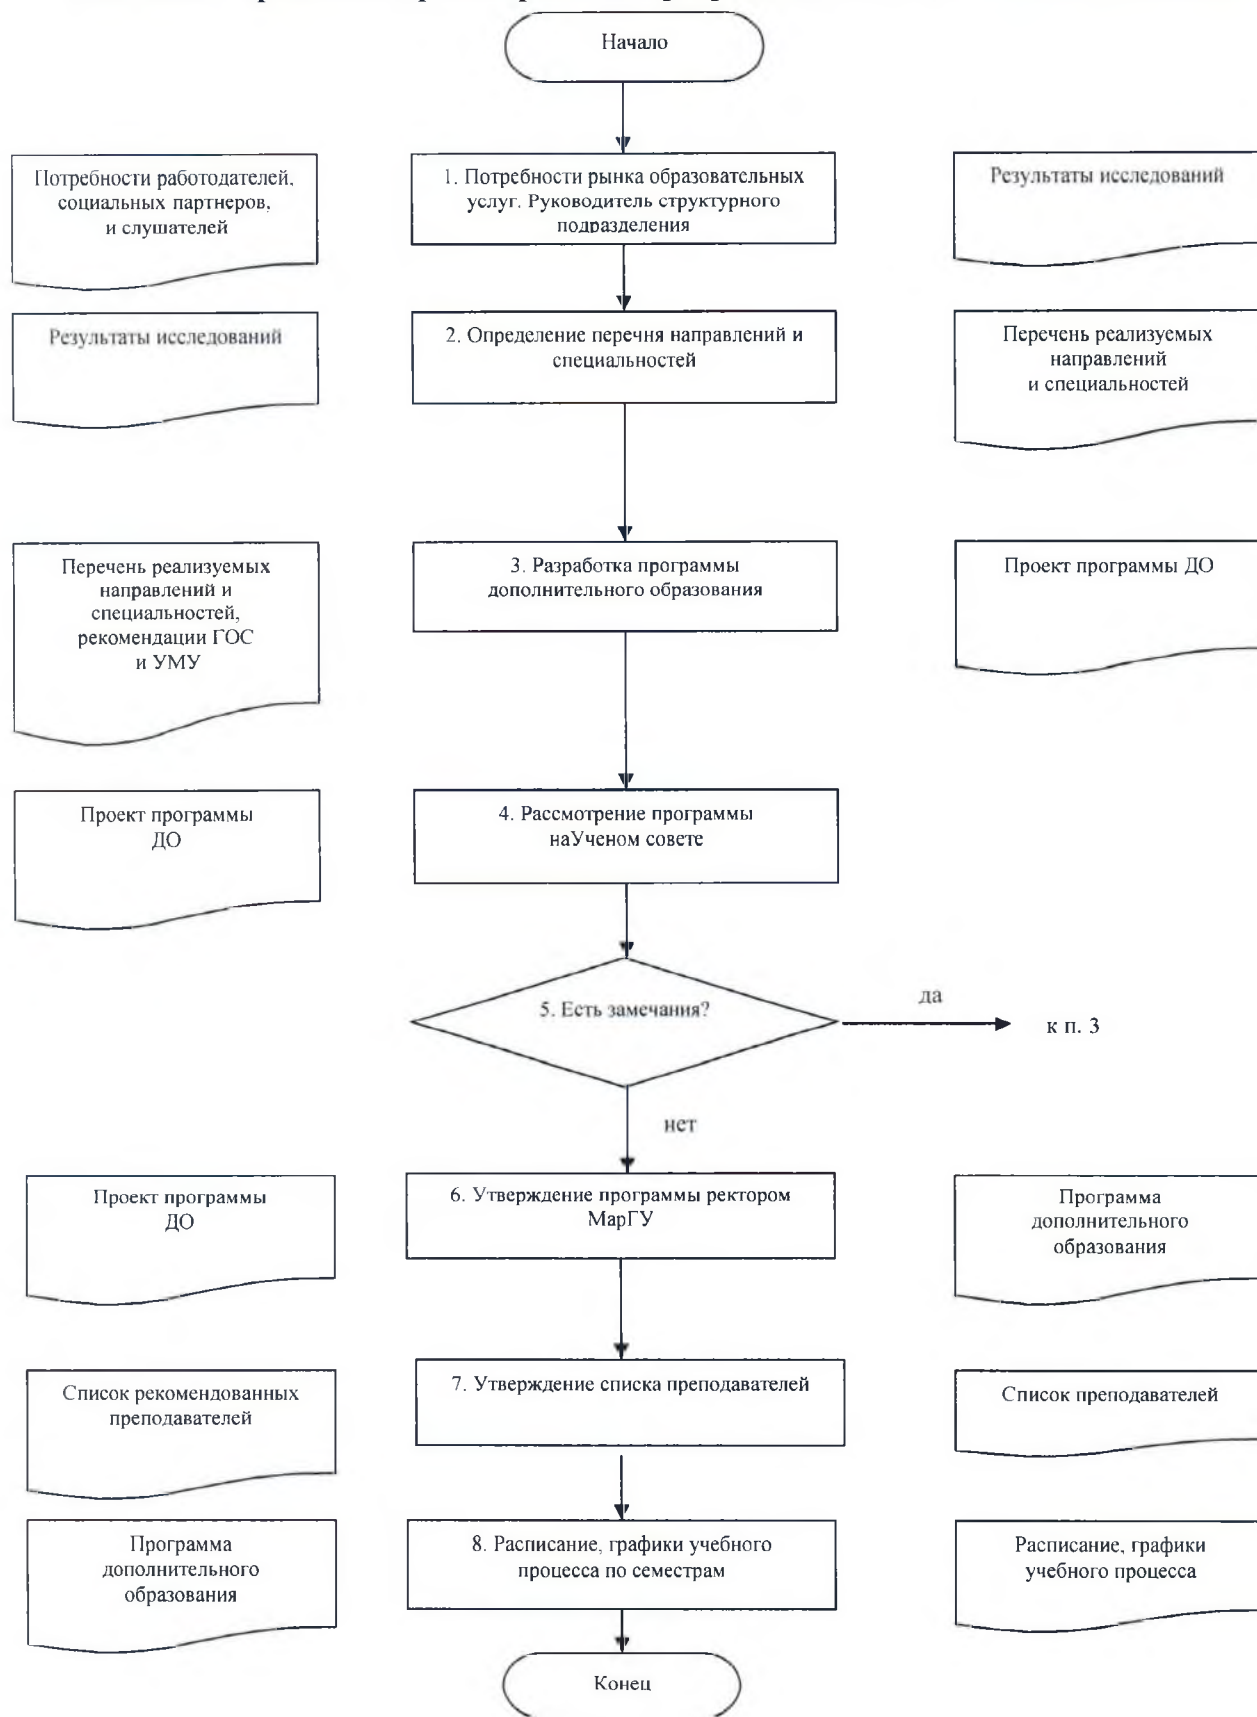 Начало
Потребности работодателей,
социальных партнеров,
и слушателей
1. Потребности рынка образовательных
услуг. Руководитель структурного
подразделения
Результаты исследований
Результаты исследований
2. Определение перечня направлений и
специальностей
Перечень реализуемых
направлений
и специальностей
Перечень реализуемых
направлений и
специальностей,
рекомендации ГОС
и УМУ
3. Разработка программы
дополнительного образования
Проект программы ДО
Проект программы
ДО
4. Рассмотрение программы
наУченом совете
5. Есть замечания?
да
к п. 3
нет
Проект программы
ДО
6. Утверждение программы ректором
МарГУ
Программа
дополнительного
образования
Список рекомендованных
преподавателей
7. Утверждение списка преподавателей
Список преподавателей
Программа
дополнительного
образования
8. Расписание, графики учебного
процесса по семестрам
Расписание, графики
учебного процесса
Конец